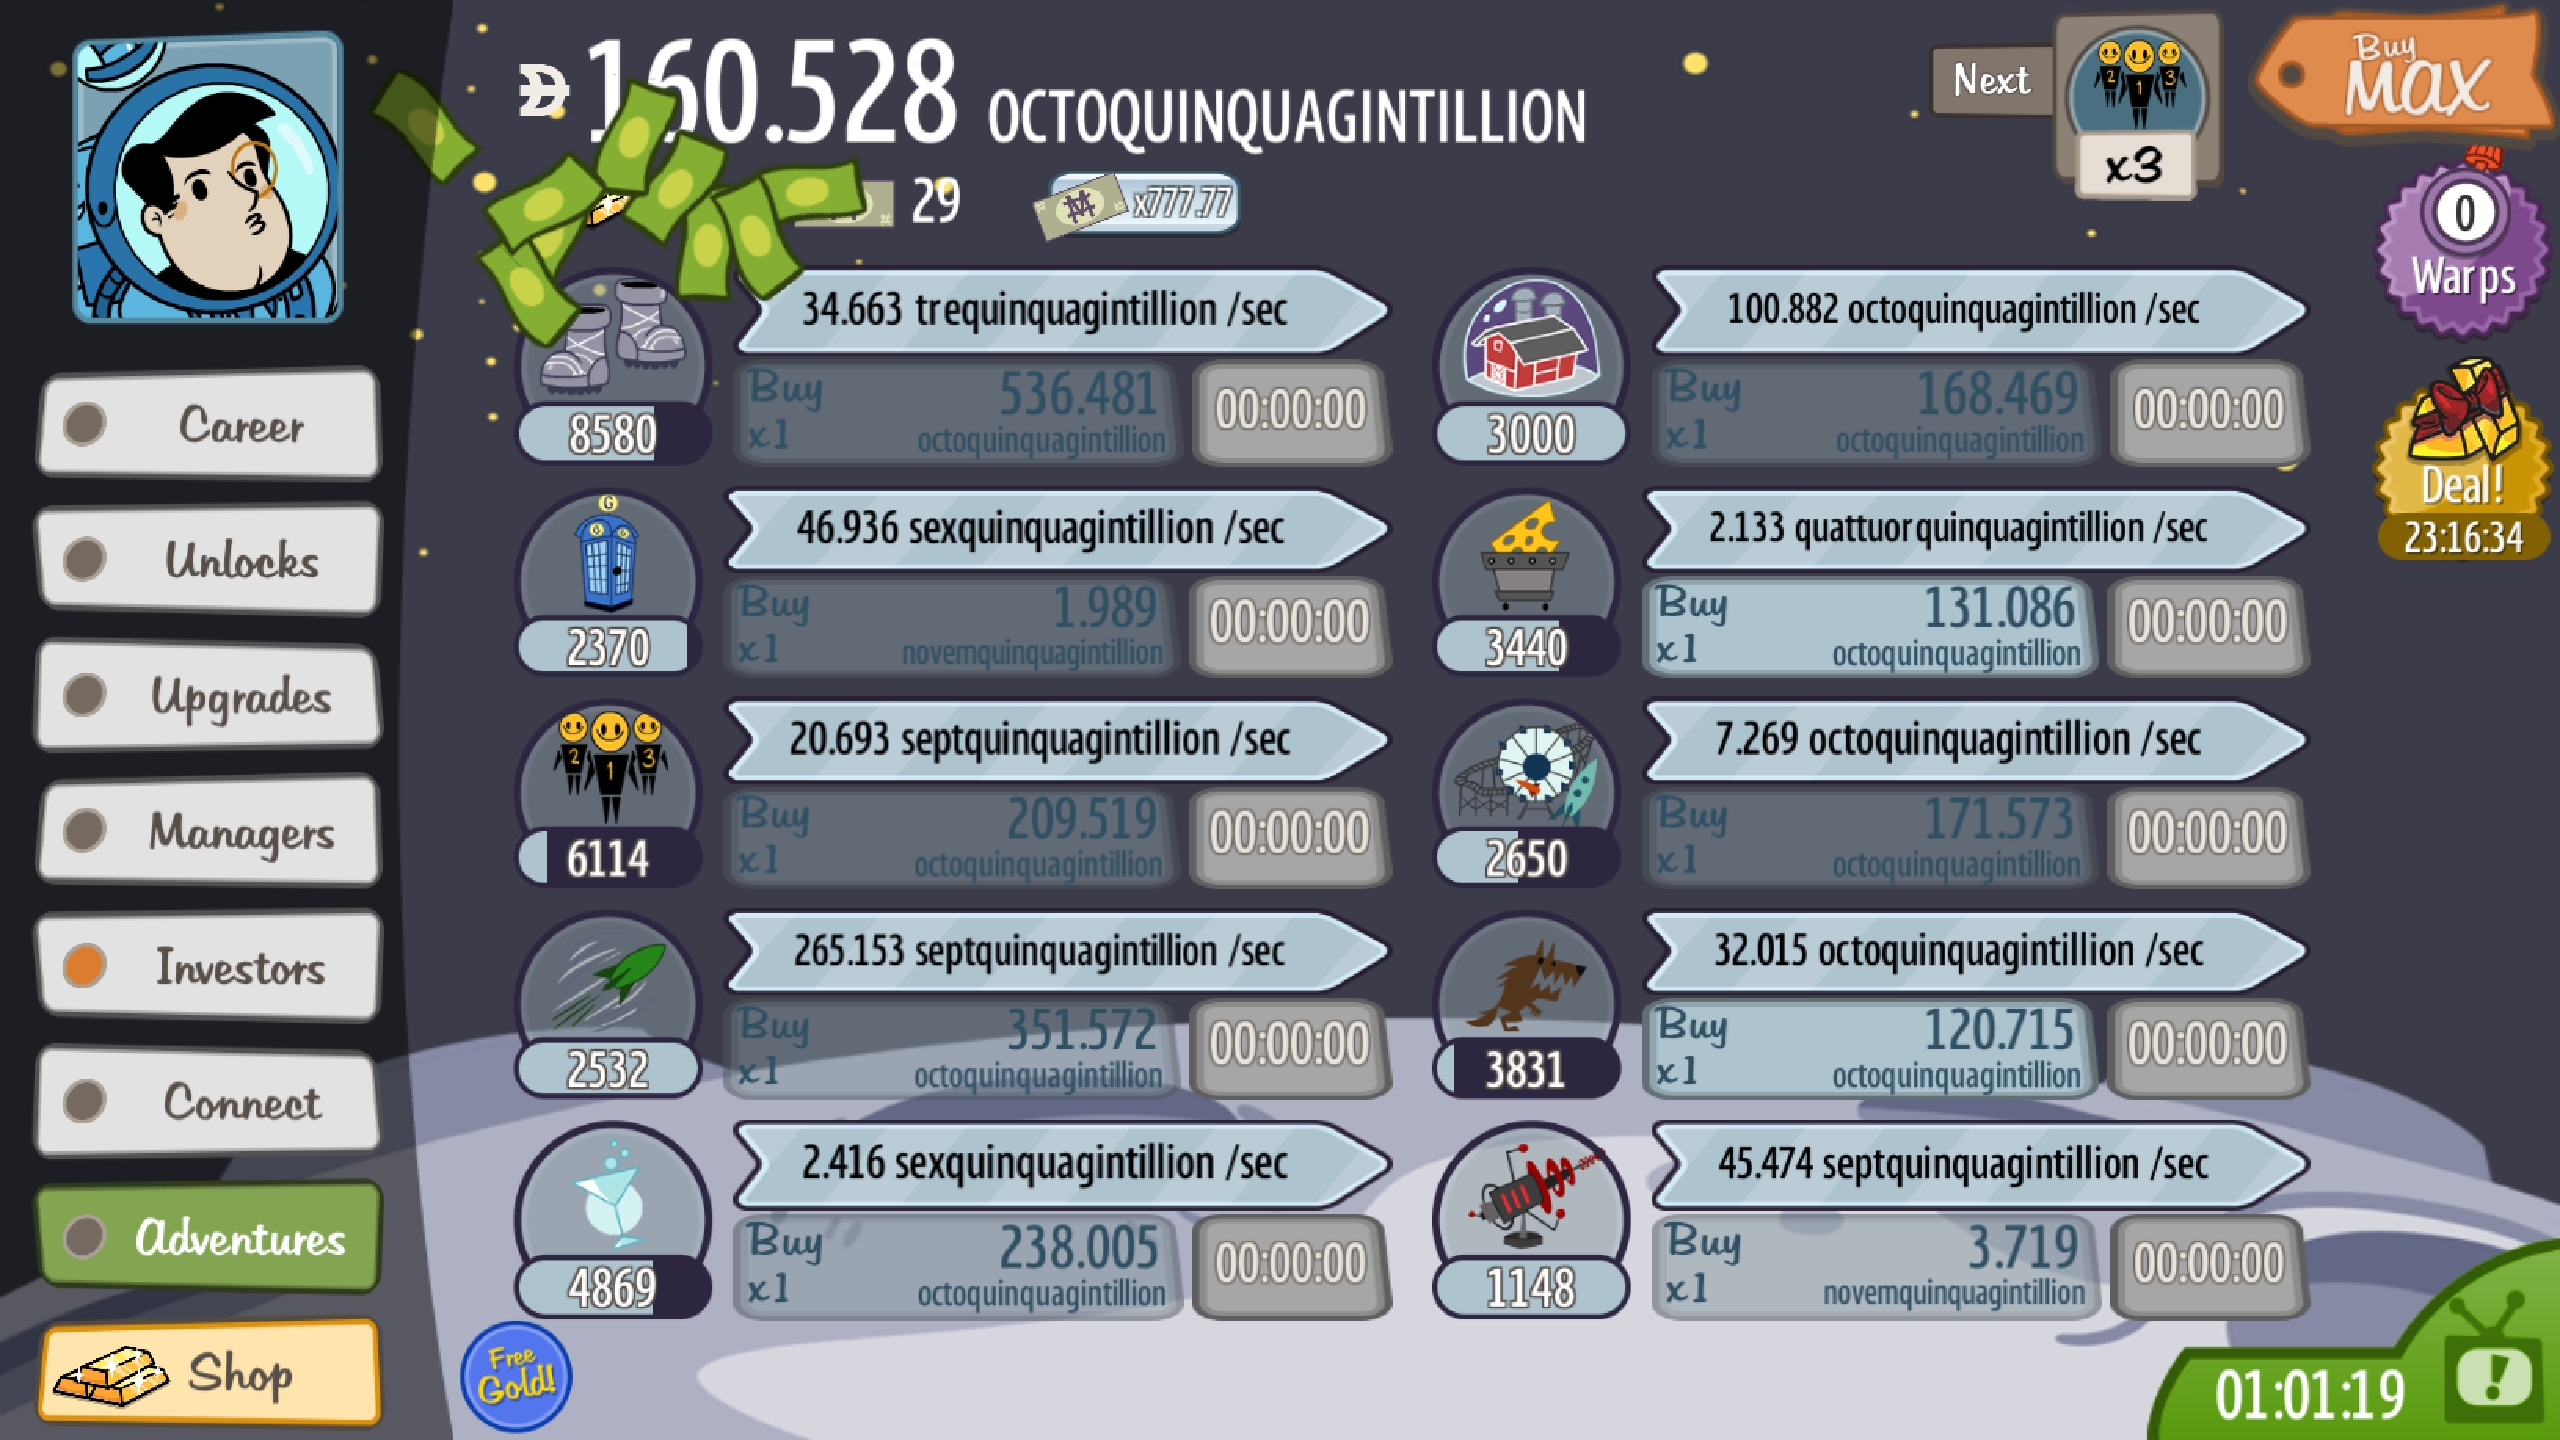 160.528 OCTOQUINQUAGINTILLION
Next
x3
Buy
MAX
29
x777.77
0
Warps
Deal!
23:16:34
Career
Unlocks
Upgrades
Managers
Investors
Connect
Adventures
Shop
34.663 trequinquagintillion /sec
Buy 536.481
x1 octoquinquagintillion
00:00:00
8580
100.882 octoquinquagintillion /sec
Buy 168.469
x1 octoquinquagintillion
00:00:00
3000
G
G G
46.936 sexquinquagintillion /sec
Buy 1.989
x1 novemquinquagintillion
00:00:00
2370
2.133 quattuorquinquagintillion /sec
Buy 131.086
x1 octoquinquagintillion
00:00:00
3440
2 1 3
20.693 septquinquagintillion /sec
Buy 209.519
x1 octoquinquagintillion
00:00:00
6114
7.269 octoquinquagintillion /sec
Buy 171.573
x1 octoquinquagintillion
00:00:00
2650
265.153 septquinquagintillion /sec
Buy 351.572
x1 octoquinquagintillion
00:00:00
2532
32.015 octoquinquagintillion /sec
Buy 120.715
x1 octoquinquagintillion
00:00:00
3831
2.416 sexquinquagintillion /sec
Buy 238.005
x1 octoquinquagintillion
00:00:00
4869
45.474 septquinquagintillion /sec
Buy 3.719
x1 novemquinquagintillion
00:00:00
1148
Free
Gold!
01:01:19
!